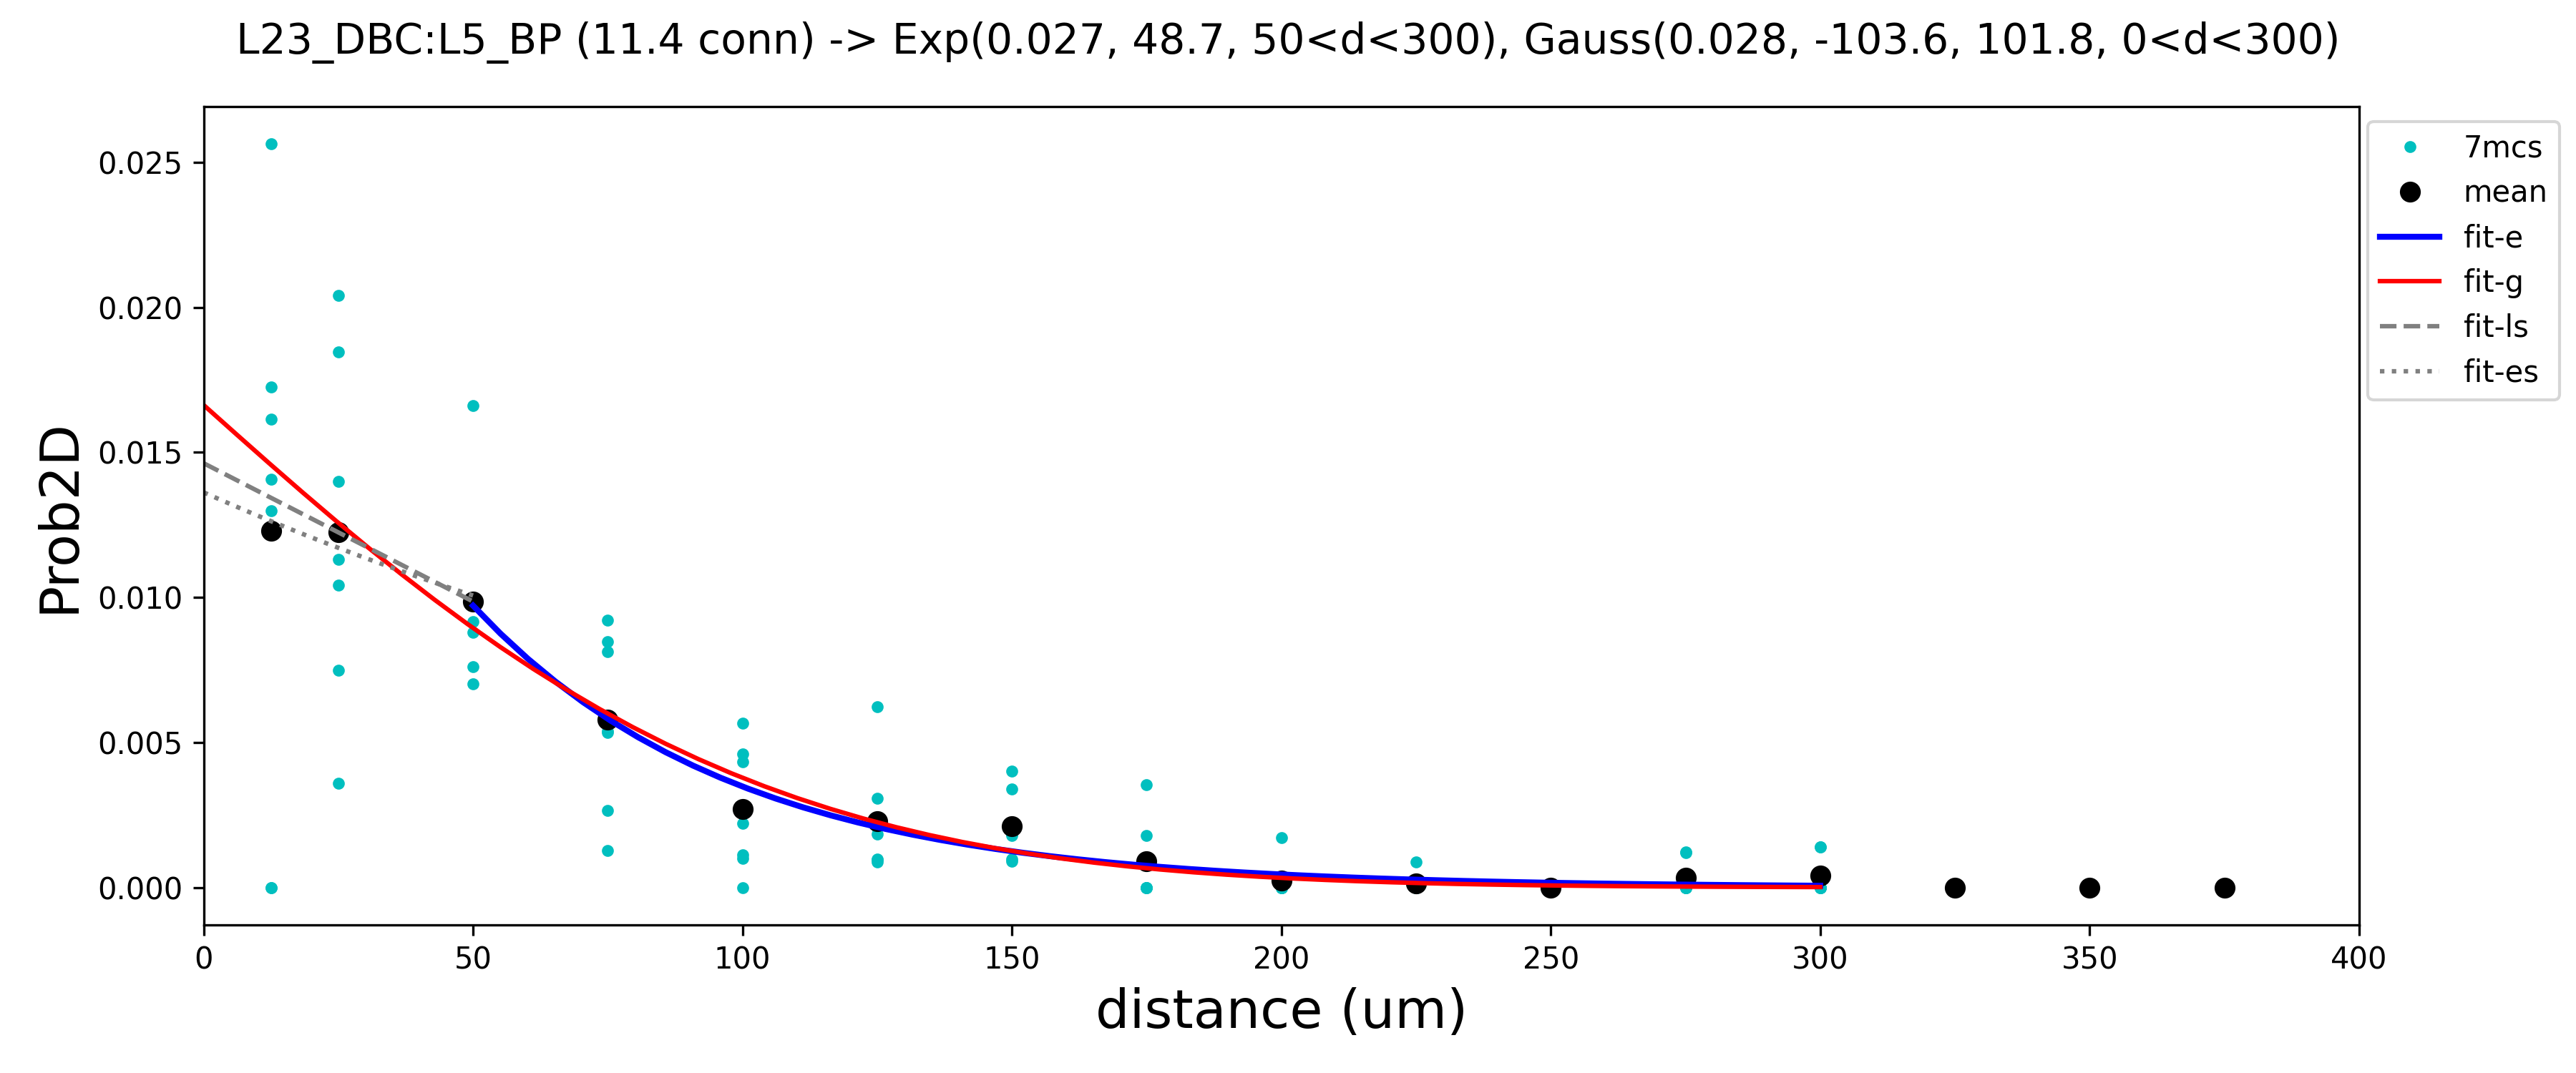 L23_DBC:L5_BP (11.4 conn) -> Exp(0.027, 48.7, 50<d<300), Gauss(0.028, -103.6, 101.8, 0<d<300)
0.025
0.020
0.015
0.010
0.005
0.000
Prob2D
0 50 100 150 200 250 300 350 400
distance (um)
7mcs
mean
fit-e
fit-g
fit-ls
fit-es